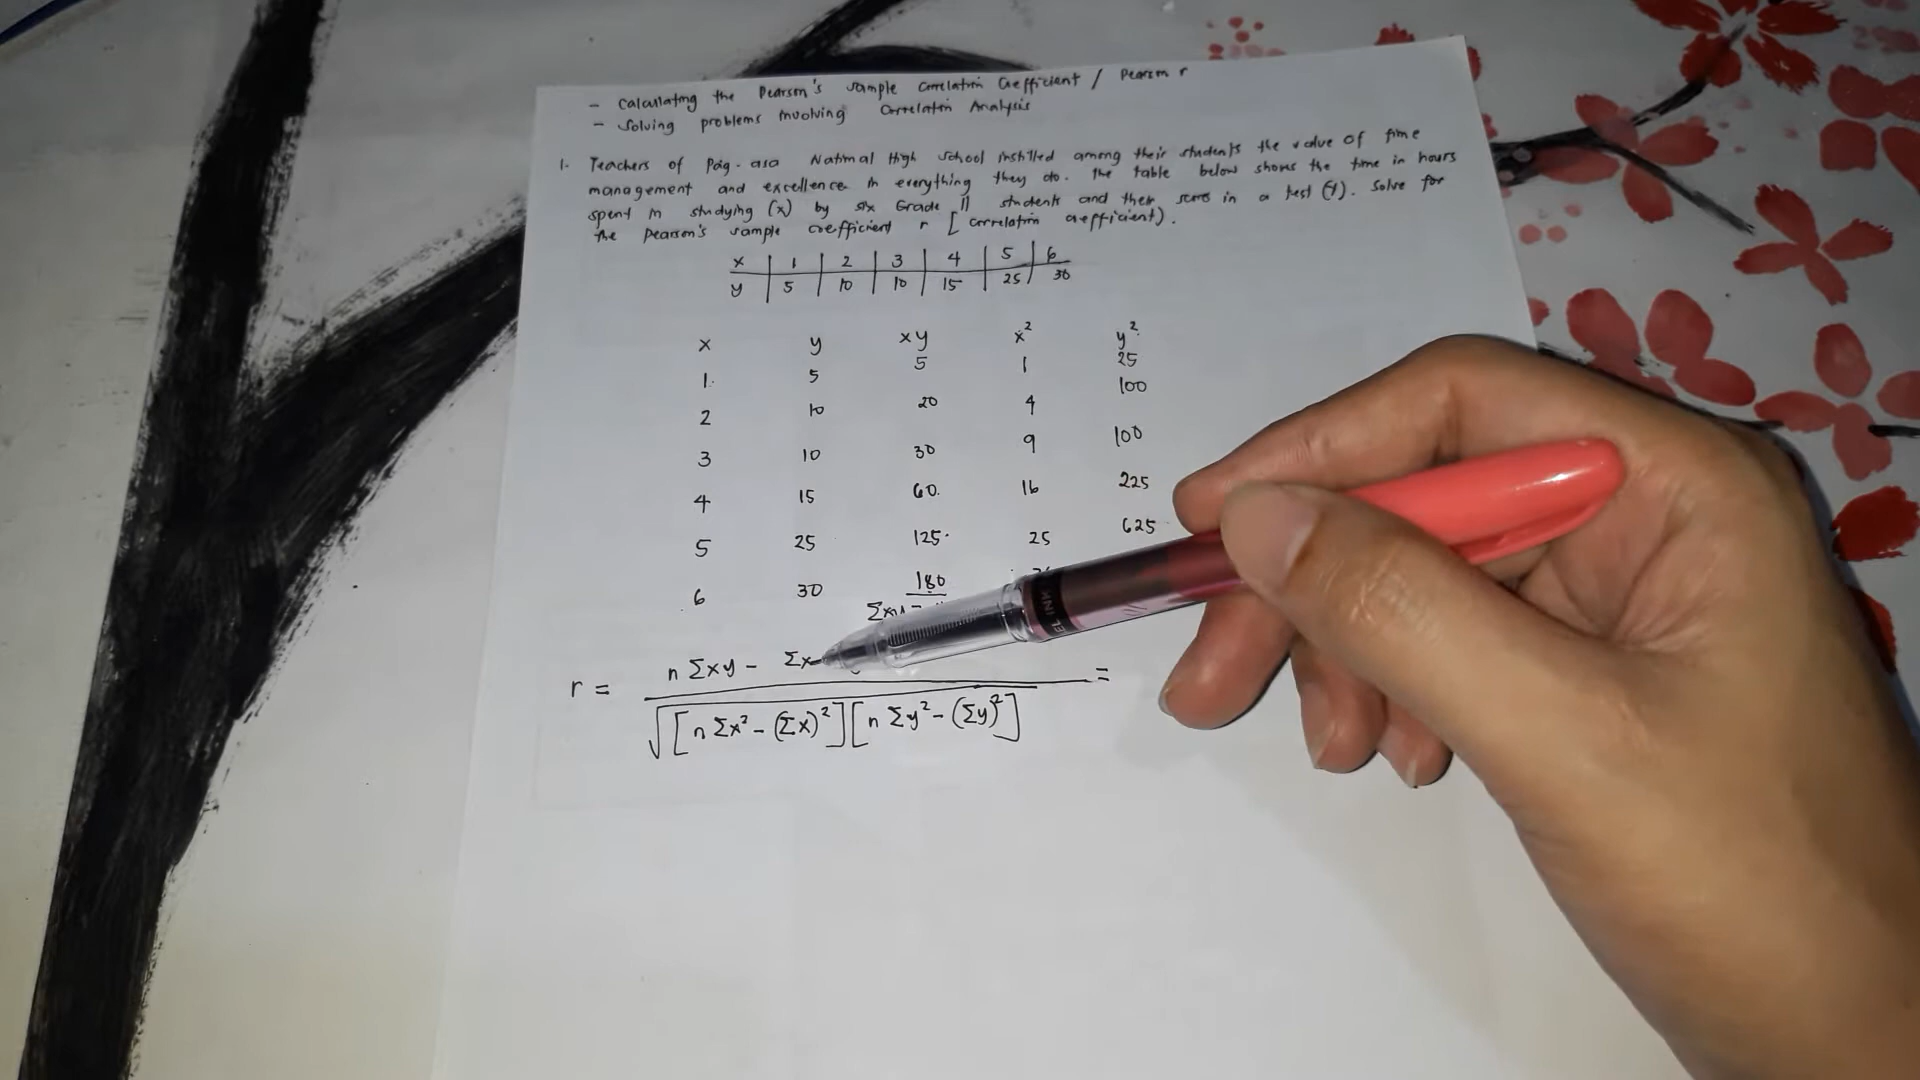 - Calculating the Pearson's sample Correlation Coefficient / Pearson r
- Solving problems involving Correlation Analysis
1. Teachers of Pag-asa National High School instilled among their students the value of time
management and excellence in everything they do. The table below shows the time in hours
spent in studying (x) by six Grade 11 students and their scores in a test (Y). Solve for
the Pearson's sample coefficient r [correlation coefficient).
x 1 2 3 4 5 6
y 5 10 10 15 25 30
x y xy x² y²
1. 5 5 1 25
2 10 20 4 100
3 10 30 9 100
4 15 60. 16 225
5 25 125. 25 625
6 30 180
r = n Σxy - Σx =
√[n Σx² - (Σx)²][n Σy² - (Σy)²]
EL INK